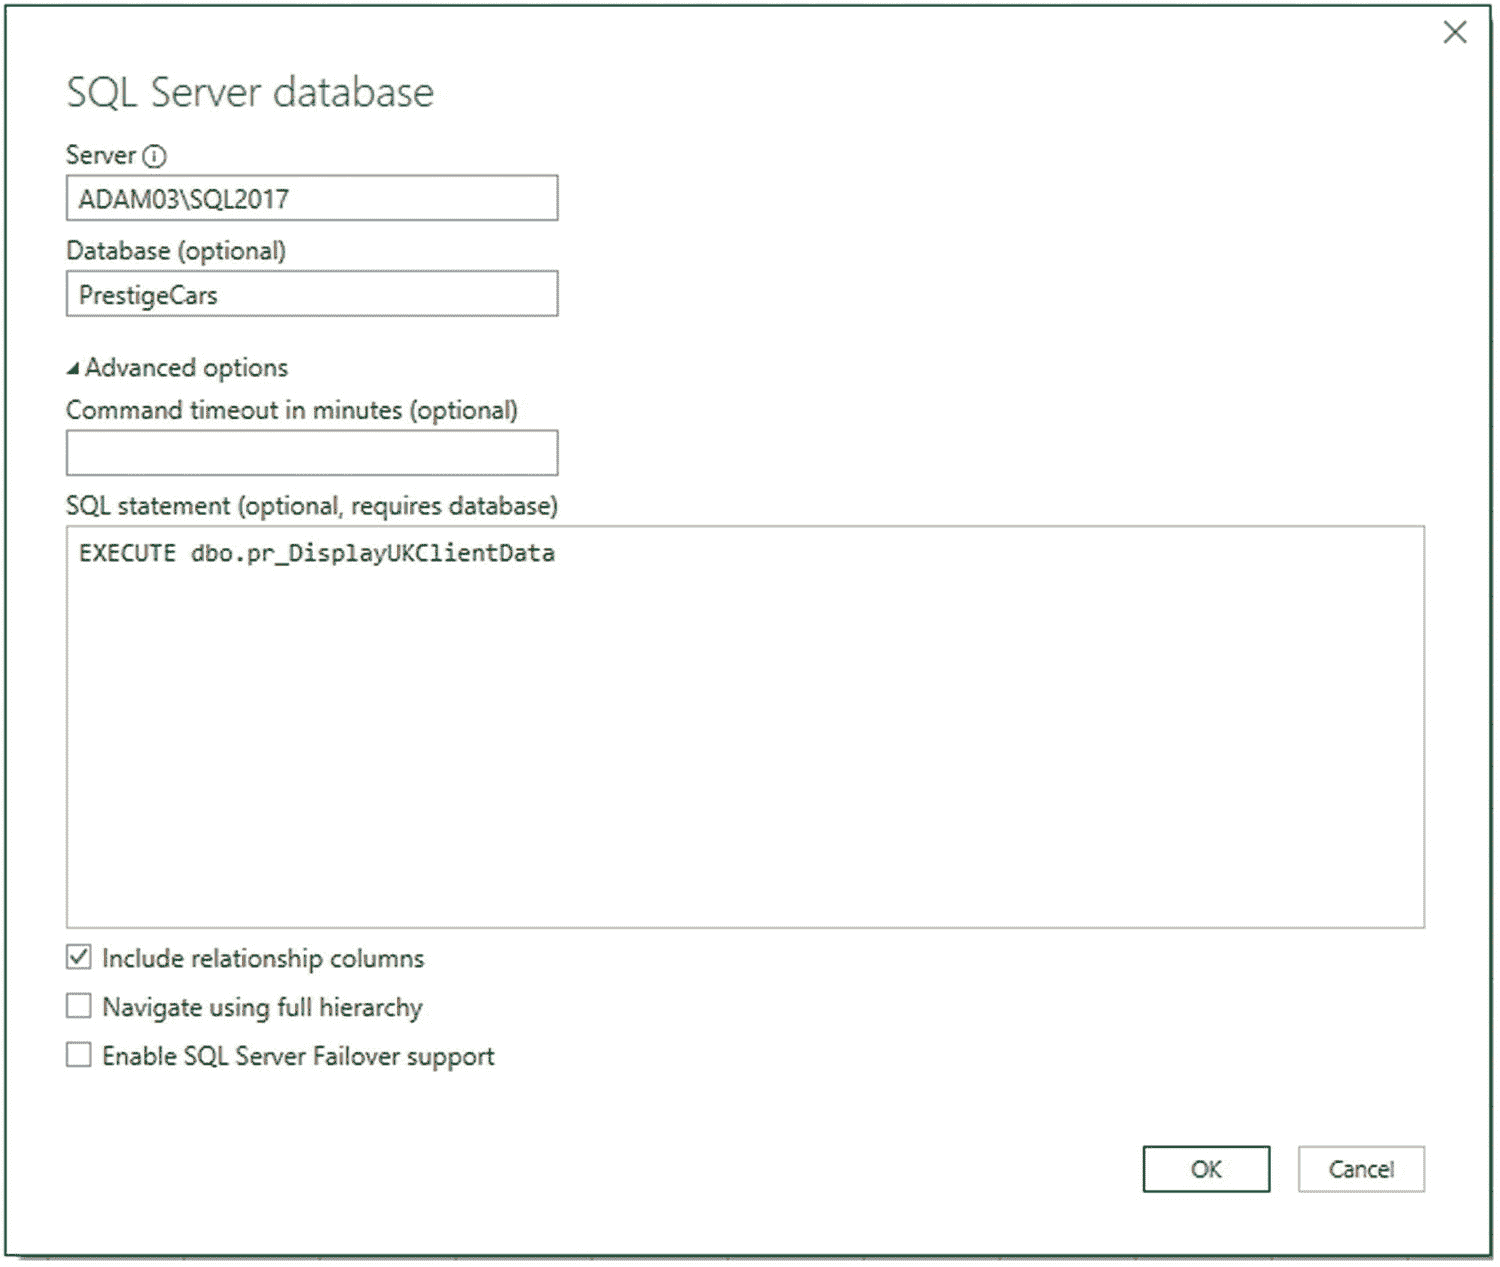 SQL Server database
Server
ADAM03\SQL2017
Database (optional)
PrestigeCars
Advanced options
Command timeout in minutes (optional)
SQL statement (optional, requires database)
EXECUTE dbo.pr_DisplayUKClientData
Include relationship columns
Navigate using full hierarchy
Enable SQL Server Failover support
OK
Cancel